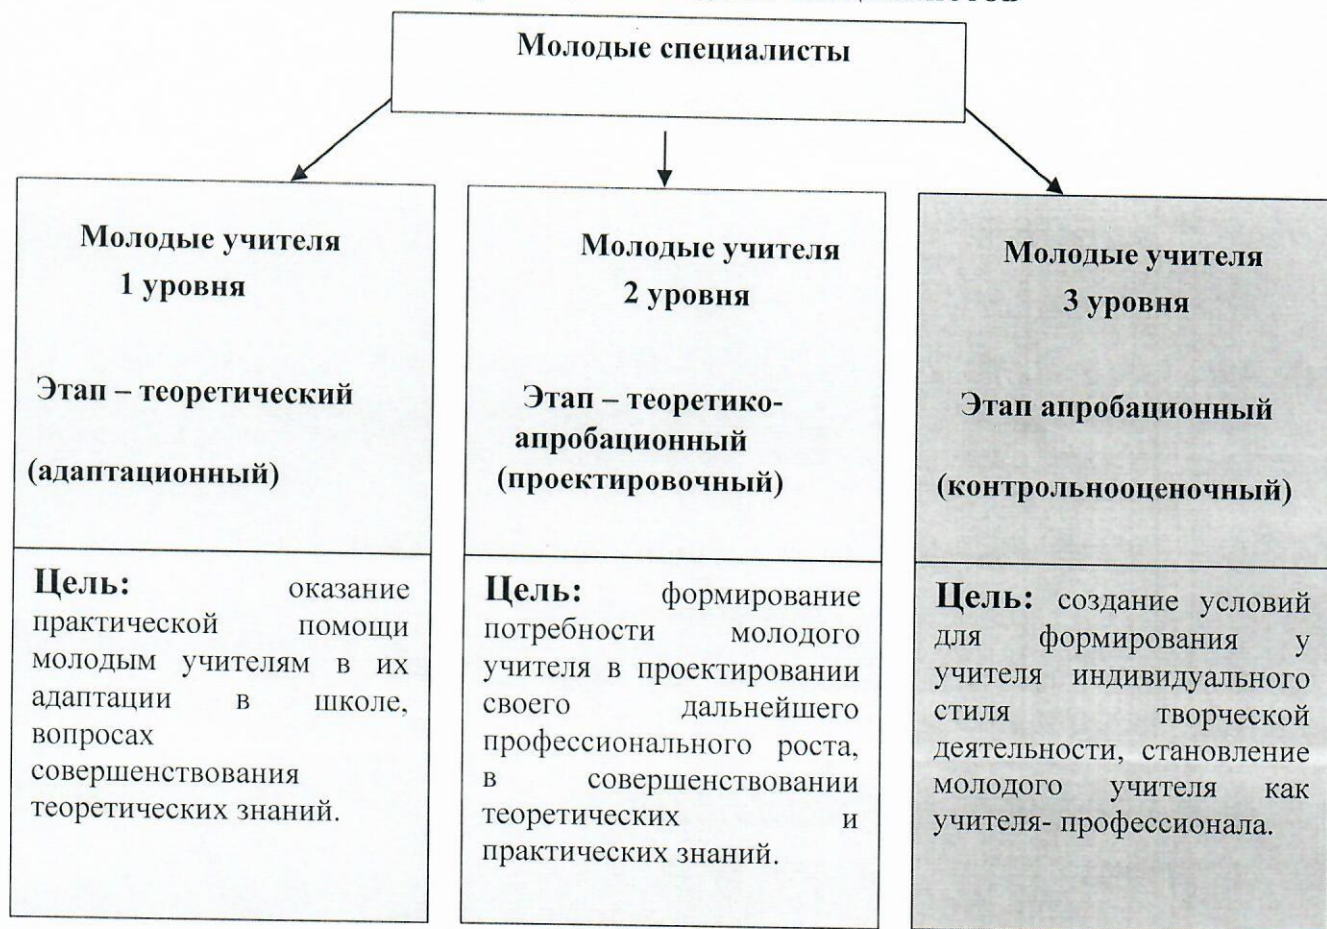 Молодые специалисты
Молодые учителя
1 уровня
Этап – теоретический
(адаптационный)
Цель: оказание
практической помощи
молодым учителям в их
адаптации в школе,
вопросах
совершенствования
теоретических знаний.
Молодые учителя
2 уровня
Этап – теоретико-
апробационный
(проектировочный)
Цель: формирование
потребности молодого
учителя в проектировании
своего дальнейшего
профессионального роста,
в совершенствовании
теоретических и
практических знаний.
Молодые учителя
3 уровня
Этап апробационный
(контрольнооценочный)
Цель: создание условий
для формирования у
учителя индивидуального
стиля творческой
деятельности, становление
молодого учителя как
учителя- профессионала.